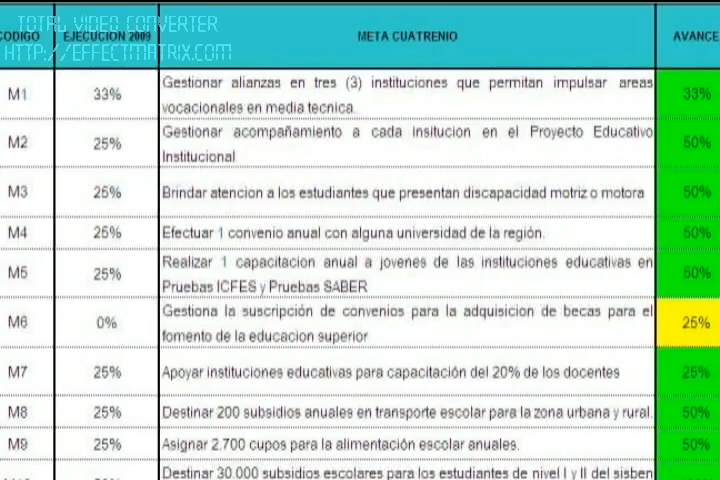 TOTAL VIDEO CONVERTER
HTTP://EFFECTMATRIX.COM
CODIGO EJECUCION 2009 META CUATRENIO AVANCE
M1 33% Gestionar alianzas en tres (3) instituciones que permitan impulsar areas 33%
vocacionales en media tecnica.
M2 25% Gestionar acompañamiento a cada Insitucion en el Proyecto Educativo 50%
Institucional
M3 25% Brindar atencion a los estudiantes que presentan discapacidad motriz o motora 50%
M4 25% Efectuar 1 convenio anual con alguna universidad de la región. 50%
M5 25% Realizar 1 capacitacion anual a jovenes de las instituciones educativas en 50%
Pruebas ICFES y Pruebas SABER
M6 0% Gestiona la suscripción de convenios para la adquisicion de becas para el 25%
fomento de la educacion superior
M7 25% Apoyar instituciones educativas para capacitación del 20% de los docentes 25%
M8 25% Destinar 200 subsidios anuales en transporte escolar para la zona urbana y rural. 50%
M9 25% Asignar 2.700 cupos para la alimentación escolar anuales. 50%
Destinar 30.000 subsidios escolares para los estudiantes de nivel I y II del sisben